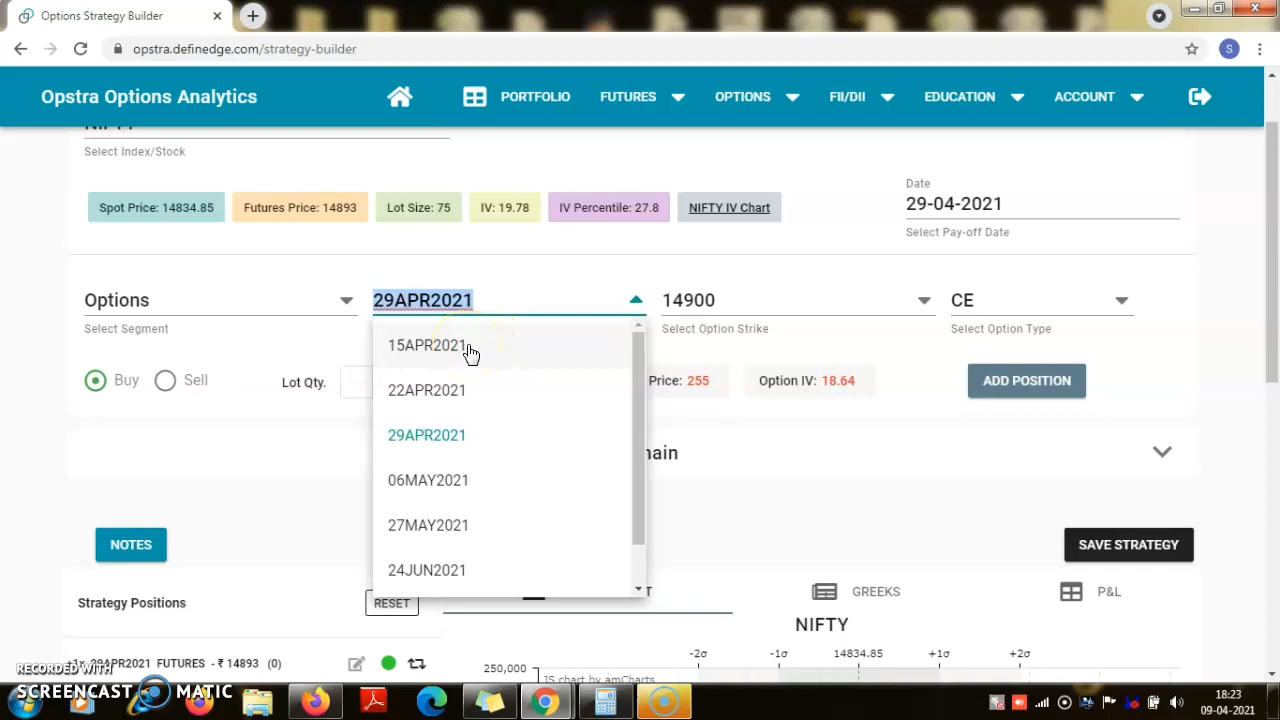 Options Strategy Builder
opstra.definedge.com/strategy-builder
S
Opstra Options Analytics
PORTFOLIO
FUTURES
OPTIONS
FII/DII
EDUCATION
ACCOUNT
Select Index/Stock
Spot Price: 14834.85
Futures Price: 14893
Lot Size: 75
IV: 19.78
IV Percentile: 27.8
NIFTY IV Chart
Date
29-04-2021
Select Pay-off Date
Options
29APR2021
14900
CE
Select Segment
Select Option Strike
Select Option Type
15APR2021
22APR2021
29APR2021
06MAY2021
27MAY2021
24JUN2021
Buy
Sell
Lot Qty.
Price: 255
Option IV: 18.64
ADD POSITION
NOTES
SAVE STRATEGY
Strategy Positions
RESET
GREEKS
P&L
NIFTY
+1x 29APR2021 FUTURES - ₹ 14893 (0)
-2σ
-1σ
14834.85
+1σ
+2σ
250,000
JS chart by amCharts
RECORDED WITH
SCREENCAST MATIC
18:23
09-04-2021